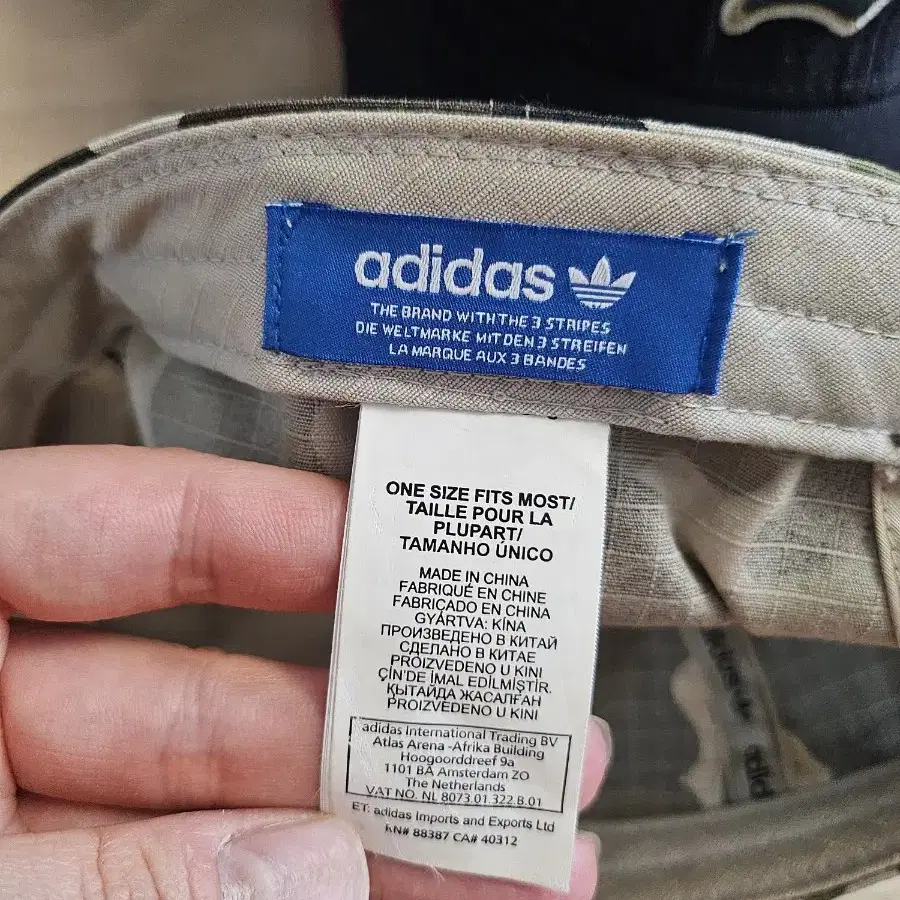 adidas
THE BRAND WITH THE 3 STRIPES
DIE WELTMARKE MIT DEN 3 STREIFEN
LA MARQUE AUX 3 BANDES
ONE SIZE FITS MOST/
TAILLE POUR LA
PLUPART/
TAMANHO ÚNICO
MADE IN CHINA
FABRIQUÉ EN CHINE
FABRICADO EN CHINA
GYÁRTVA: KÍNA
ПРОИЗВЕДЕНО В КИТАЙ
СДЕЛАНО В КИТАЕ
PROIZVEDENO U KINI
ÇİN'DE İMAL EDİLMİŞTİR.
ҚЫТАЙДА ЖАСАЛҒАН
PROIZVEDENO U KINI
adidas International Trading BV
Atlas Arena -Afrika Building
Hoogoorddreef 9a
1101 BA Amsterdam ZO
The Netherlands
VAT NO. NL 8073.01.322.B.01
ET: adidas Imports and Exports Ltd
RN# 88387 CA# 40312